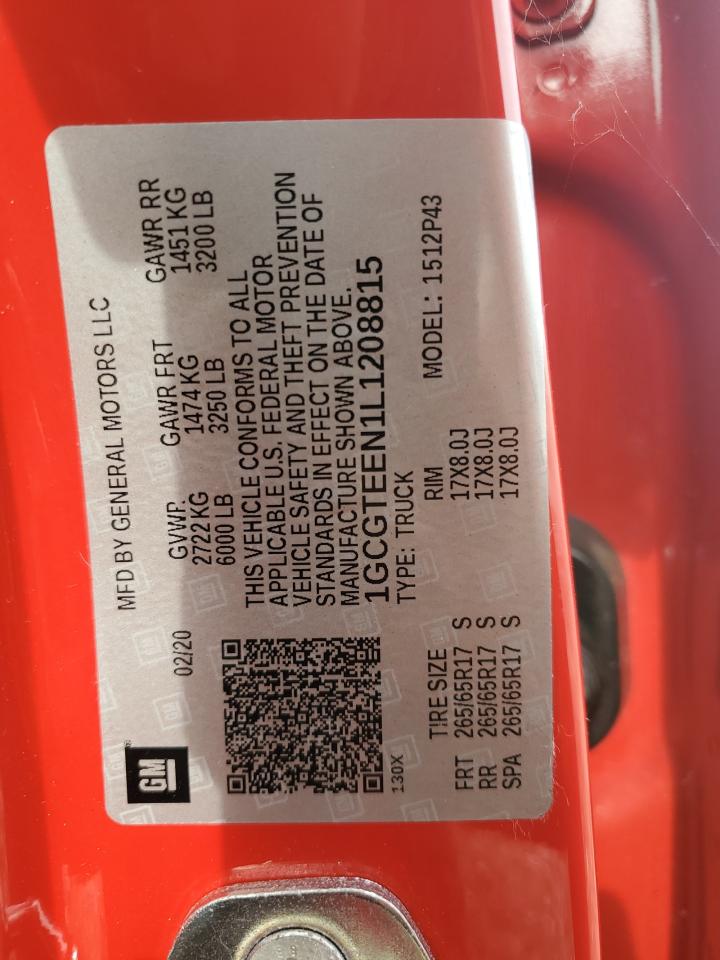 MFD BY GENERAL MOTORS LLC
GM
02/20
GVWR GAWR FRT GAWR RR
2722 KG 1474 KG 1451 KG
6000 LB 3250 LB 3200 LB
THIS VEHICLE CONFORMS TO ALL
APPLICABLE U.S. FEDERAL MOTOR
VEHICLE SAFETY AND THEFT PREVENTION
STANDARDS IN EFFECT ON THE DATE OF
MANUFACTURE SHOWN ABOVE.
1GCGTEEN1L1208815
TYPE: TRUCK MODEL: 1512P43
130X
TIRE SIZE RIM
FRT 265/65R17 S 17X8.0J
RR 265/65R17 S 17X8.0J
SPA 265/65R17 S 17X8.0J